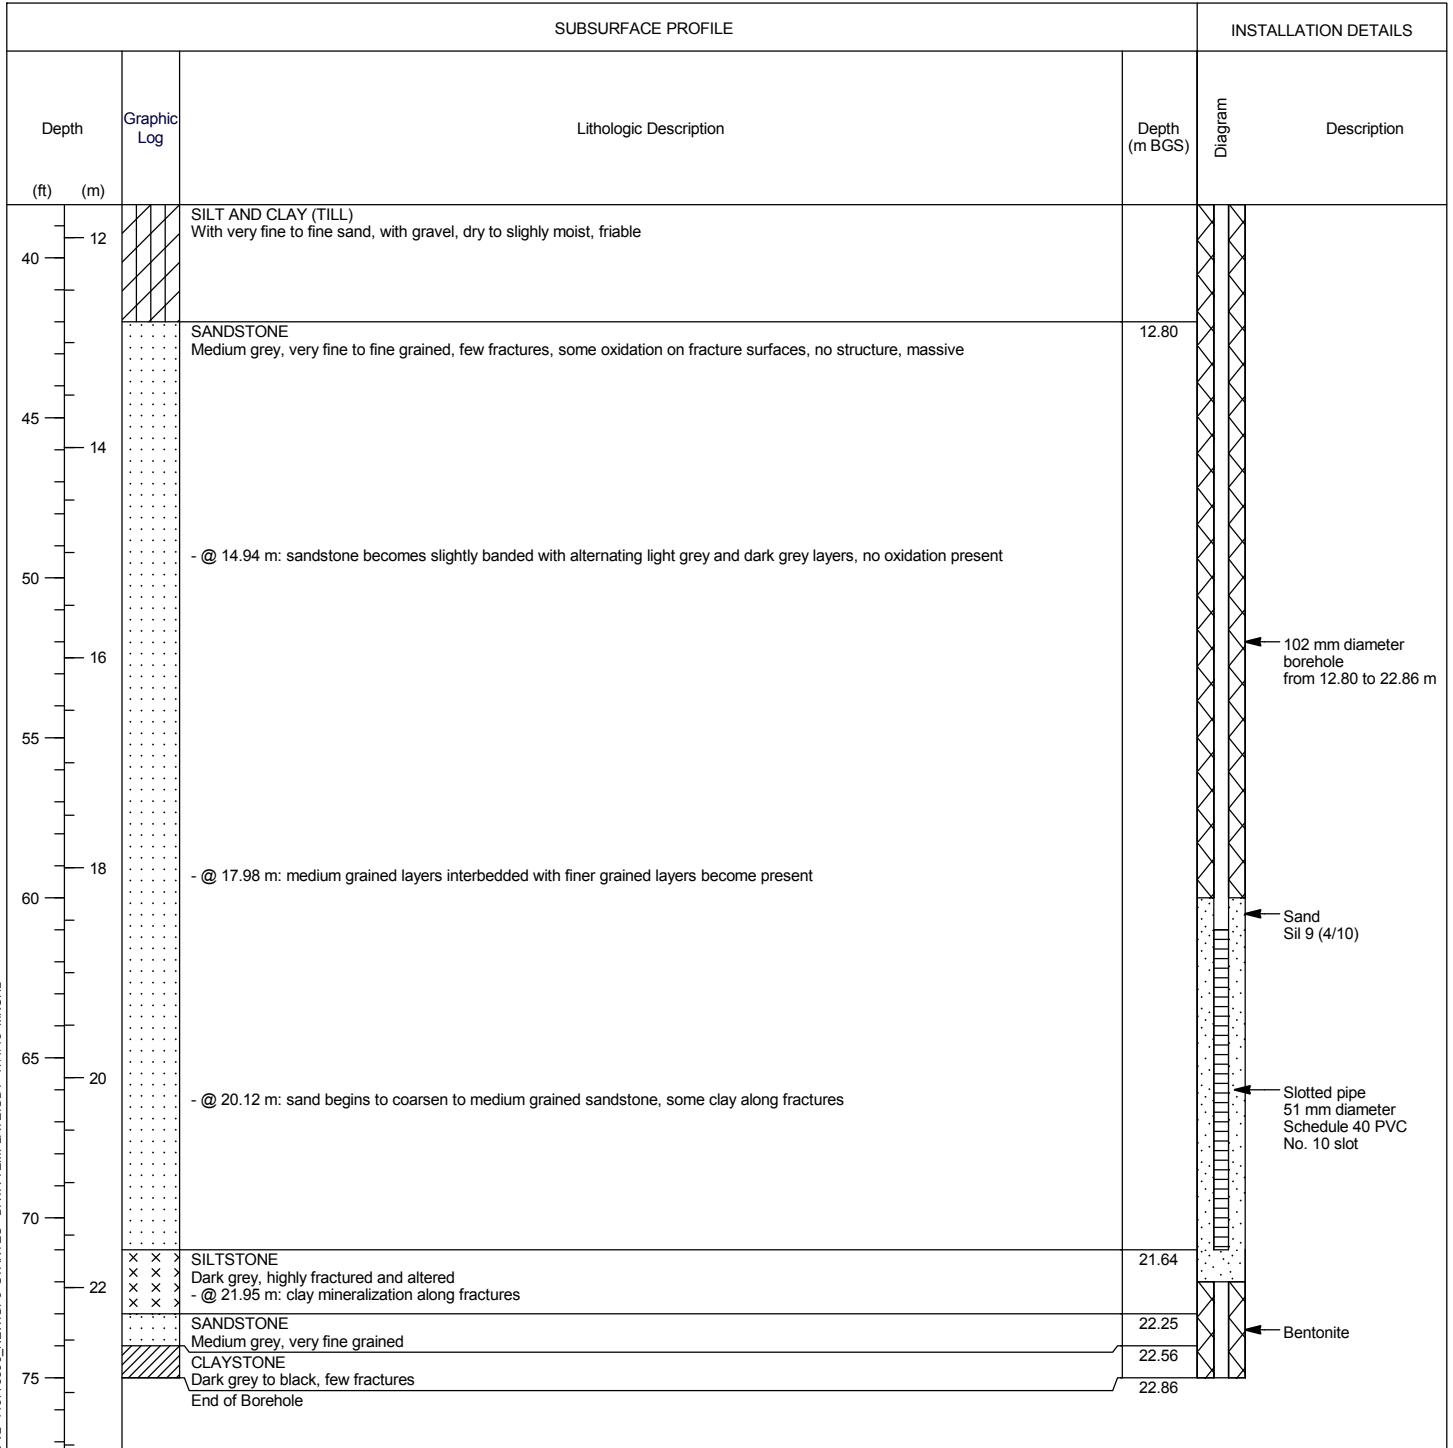 SUBSURFACE PROFILE
INSTALLATION DETAILS
Depth
(ft) (m)
Graphic
Log
Lithologic Description
Depth
(m BGS)
Diagram
Description
SILT AND CLAY (TILL)
With very fine to fine sand, with gravel, dry to slighly moist, friable
12
40
SANDSTONE
12.80
Medium grey, very fine to fine grained, few fractures, some oxidation on fracture surfaces, no structure, massive
45
14
- @ 14.94 m: sandstone becomes slightly banded with alternating light grey and dark grey layers, no oxidation present
50
16
102 mm diameter
borehole
from 12.80 to 22.86 m
55
18
- @ 17.98 m: medium grained layers interbedded with finer grained layers become present
60
Sand
Sil 9 (4/10)
65
20
- @ 20.12 m: sand begins to coarsen to medium grained sandstone, some clay along fractures
Slotted pipe
51 mm diameter
Schedule 40 PVC
No. 10 slot
70
SILTSTONE
21.64
Dark grey, highly fractured and altered
22
- @ 21.95 m: clay mineralization along fractures
SANDSTONE
22.25
Medium grey, very fine grained
Bentonite
CLAYSTONE
22.56
Dark grey to black, few fractures
75
22.86
End of Borehole